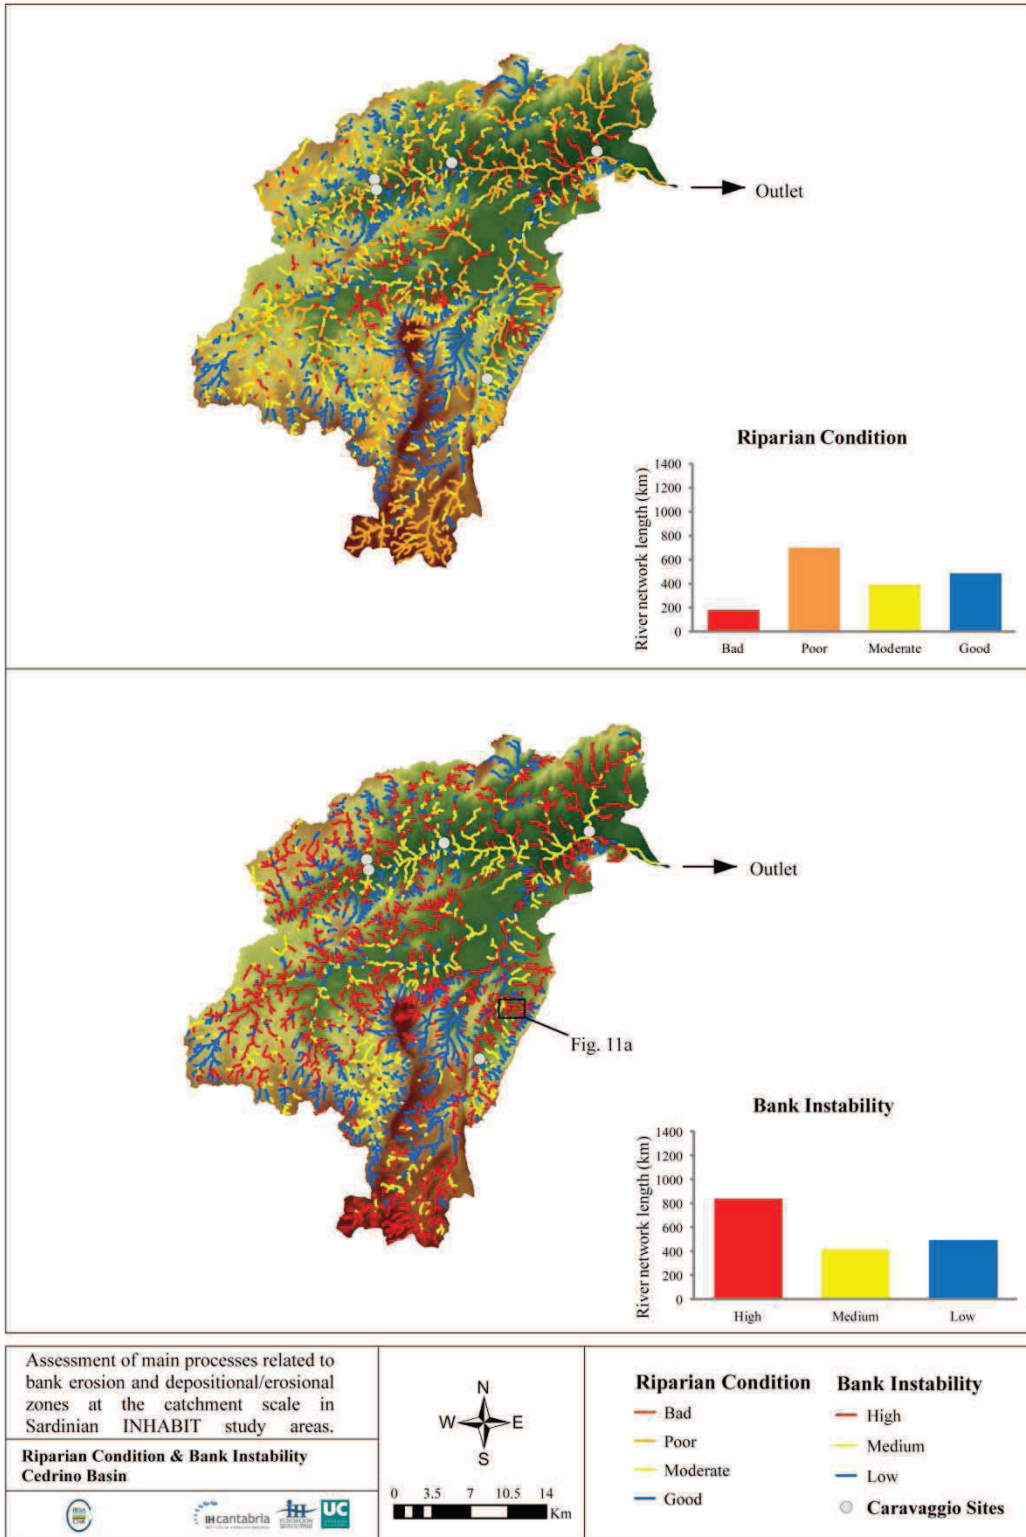 Outlet
Riparian Condition
River network length (km)
1400
1200
1000
800
600
400
200
0
Bad Poor Moderate Good
Outlet
Fig. 11a
Bank Instability
River network length (km)
1400
1200
1000
800
600
400
200
0
High Medium Low
Assessment of main processes related to
bank erosion and depositional/erosional
zones at the catchment scale in
Sardinian INHABIT study areas.
Riparian Condition & Bank Instability
Cedrino Basin
IHcantabria
IH
UC
N
W E
S
0 3.5 7 10.5 14
Km
Riparian Condition
Bad
Poor
Moderate
Good
Bank Instability
High
Medium
Low
Caravaggio Sites